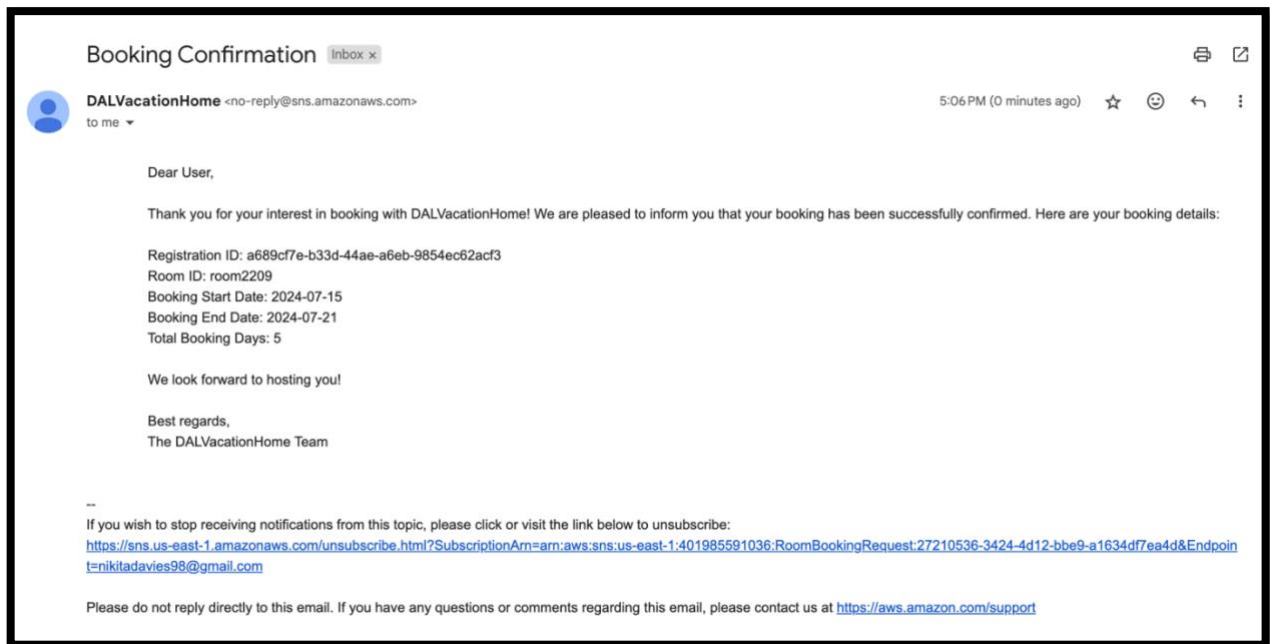 Booking Confirmation Inbox x
DALVacationHome <no-reply@sns.amazonaws.com> 5:06 PM (0 minutes ago)
to me
Dear User,
Thank you for your interest in booking with DALVacationHome! We are pleased to inform you that your booking has been successfully confirmed. Here are your booking details:
Registration ID: a689cf7e-b33d-44ae-a6eb-9854ec62acf3
Room ID: room2209
Booking Start Date: 2024-07-15
Booking End Date: 2024-07-21
Total Booking Days: 5
We look forward to hosting you!
Best regards,
The DALVacationHome Team
--
If you wish to stop receiving notifications from this topic, please click or visit the link below to unsubscribe:
https://sns.us-east-1.amazonaws.com/unsubscribe.html?SubscriptionArn=arn:aws:sns:us-east-1:401985591036:RoomBookingRequest:27210536-3424-4d12-bbe9-a1634df7ea4d&Endpoin
t=nikitadavies98@gmail.com
Please do not reply directly to this email. If you have any questions or comments regarding this email, please contact us at https://aws.amazon.com/support